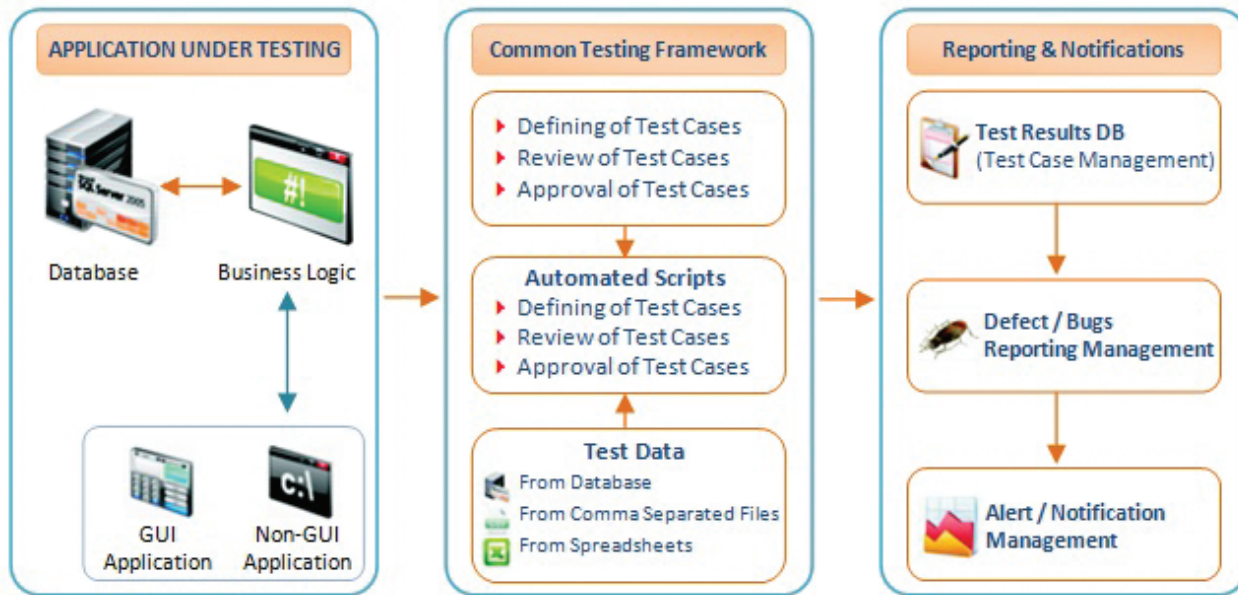 APPLICATION UNDER TESTING
SQL Server 2005
Database
Business Logic
#!
C:\
GUI
Application
Non-GUI
Application
Common Testing Framework
Defining of Test Cases
Review of Test Cases
Approval of Test Cases
Automated Scripts
Defining of Test Cases
Review of Test Cases
Approval of Test Cases
Test Data
From Database
From Comma Separated Files
From Spreadsheets
Reporting & Notifications
Test Results DB
(Test Case Management)
Defect / Bugs
Reporting Management
Alert / Notification
Management